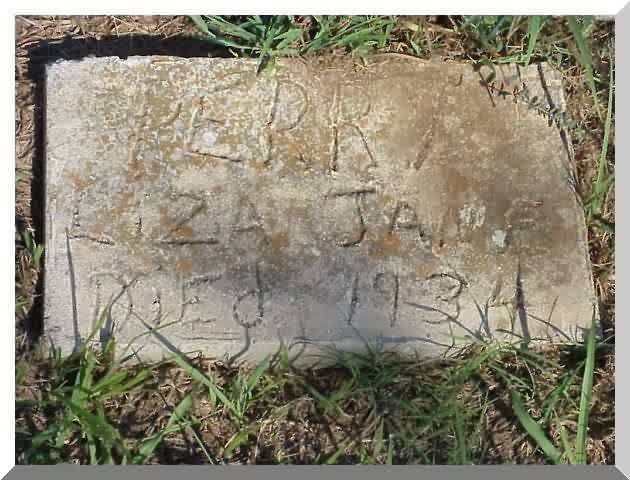 PERRY
LIZA JANE
DIEd 1934